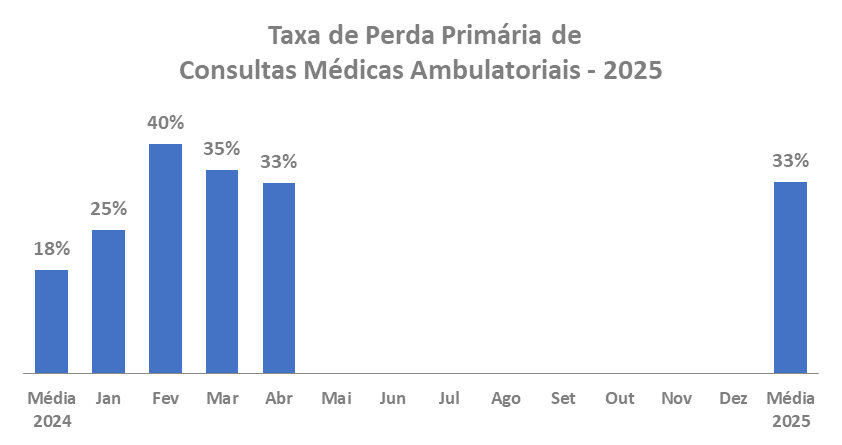 Taxa de Perda Primária de
Consultas Médicas Ambulatoriais - 2025
40%
35%
33%
33%
25%
18%
Média Jan Fev Mar Abr Mai Jun Jul Ago Set Out Nov Dez Média
2024 2025